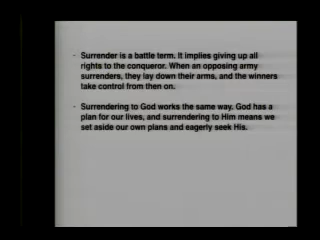 - Surrender is a battle term. It implies giving up all
rights to the conqueror. When an opposing army
surrenders, they lay down their arms, and the winners
take control from then on.
- Surrendering to God works the same way. God has a
plan for our lives, and surrendering to Him means we
set aside our own plans and eagerly seek His.